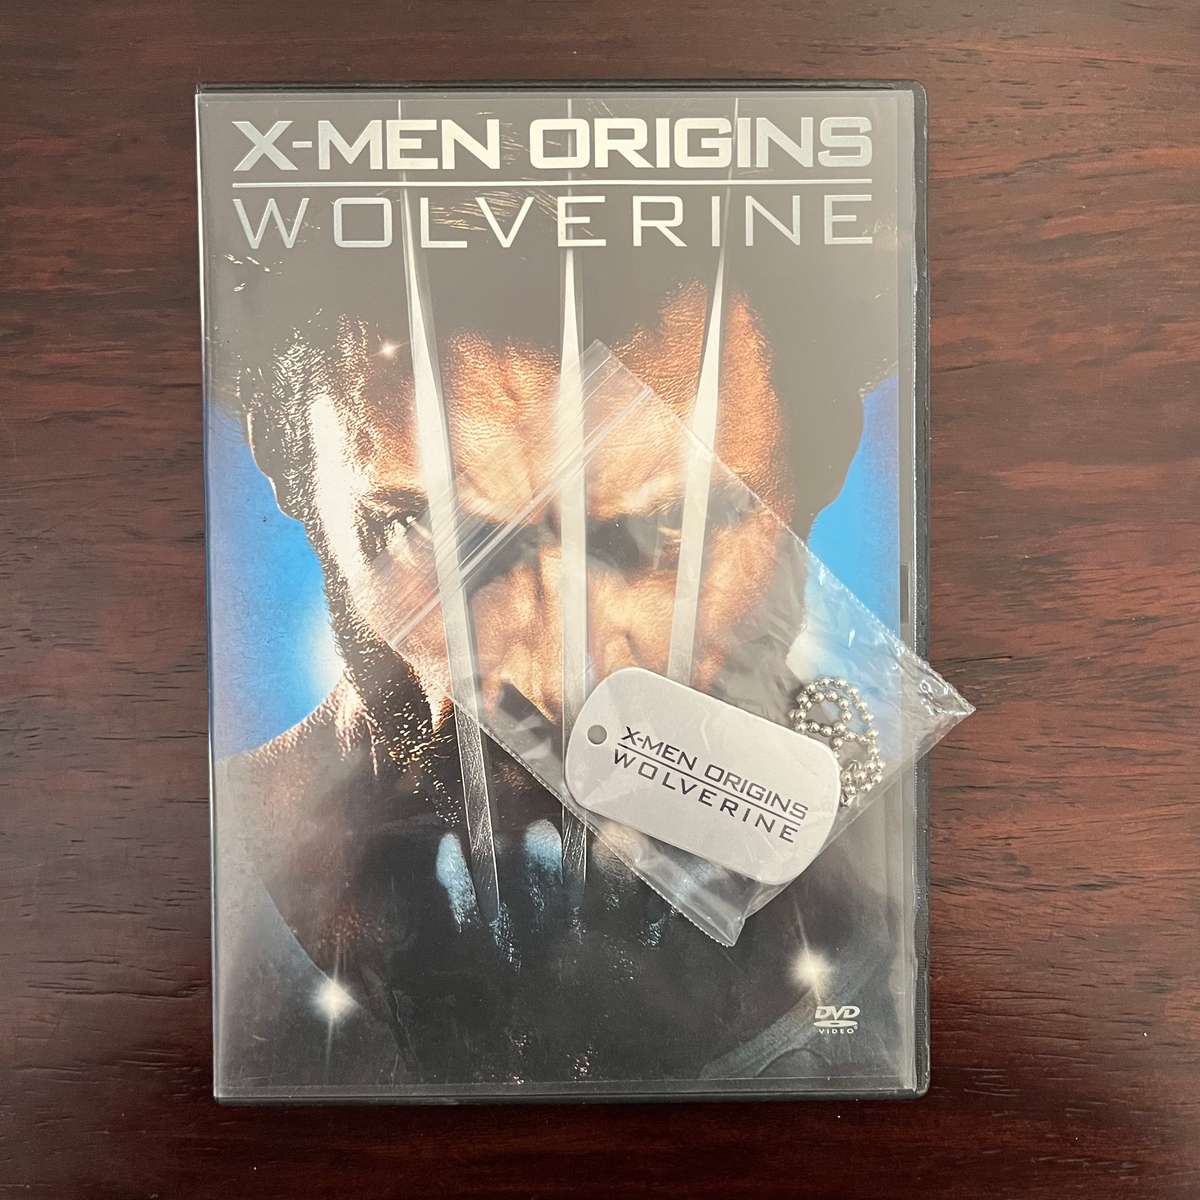 X-MEN ORIGINS
WOLVERINE
X-MEN ORIGINS
WOLVERINE
DVD
VIDEO